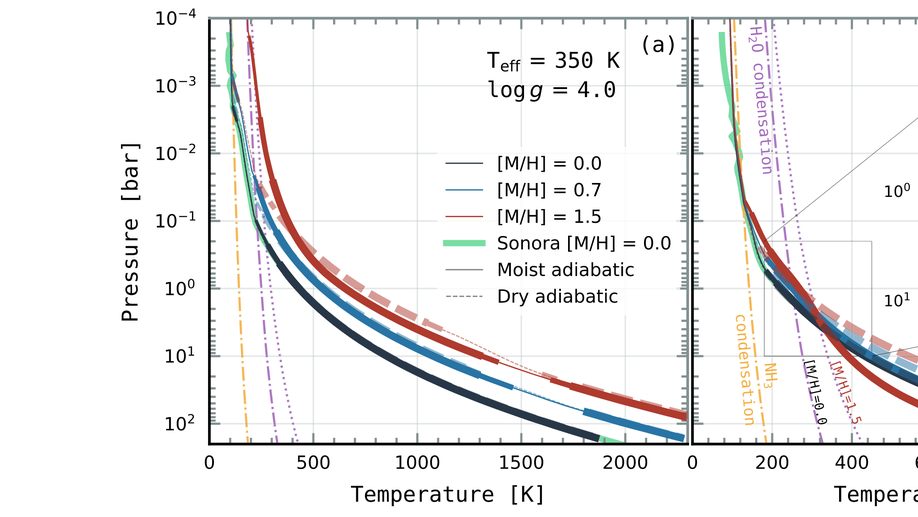 (a)
T_eff = 350 K
log g = 4.0
[M/H] = 0.0
[M/H] = 0.7
[M/H] = 1.5
Sonora [M/H] = 0.0
Moist adiabatic
Dry adiabatic
Pressure [bar]
10⁻⁴
10⁻³
10⁻²
10⁻¹
10⁰
10¹
10²
0 500 1000 1500 2000
Temperature [K]
H₂O condensation
NH₃
condensation
[M/H]=0.0
[M/H]=1.5
10⁰
10¹
0 200 400